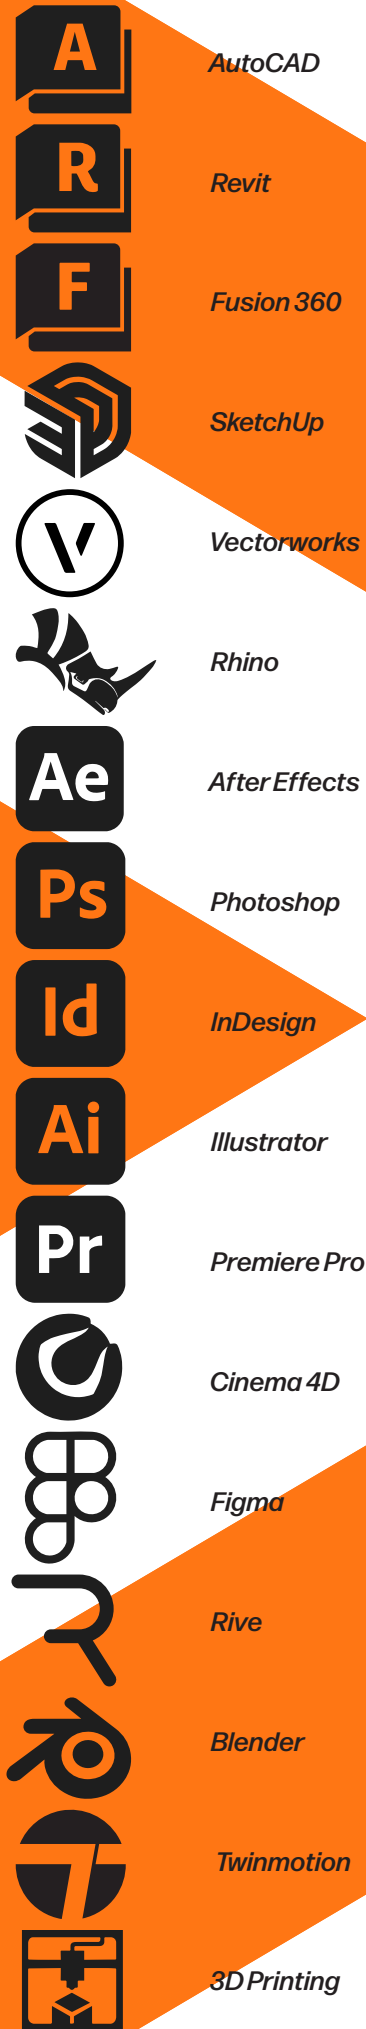 A AutoCAD
R Revit
F Fusion 360
SketchUp
V Vectorworks
Rhino
Ae After Effects
Ps Photoshop
Id InDesign
Ai Illustrator
Pr Premiere Pro
Cinema 4D
Figma
Rive
Blender
Twinmotion
3D Printing